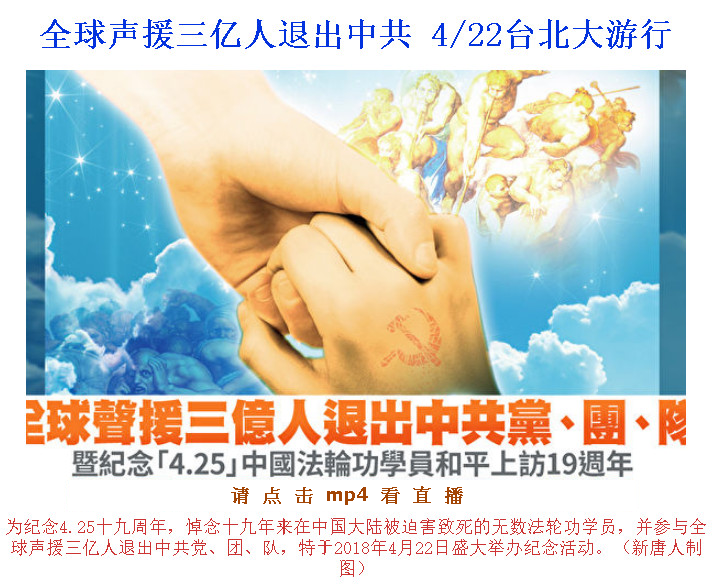 全球声援三亿人退出中共 4/22台北大游行
全球聲援三億人退出中共黨、團、隊
暨紀念「4.25」中國法輪功學員和平上訪19週年
请 点 击 mp4 看 直 播
为纪念4.25十九周年，悼念十九年来在中国大陆被迫害致死的无数法轮功学员，并参与全
球声援三亿人退出中共党、团、队，特于2018年4月22日盛大举办纪念活动。（新唐人制
图）